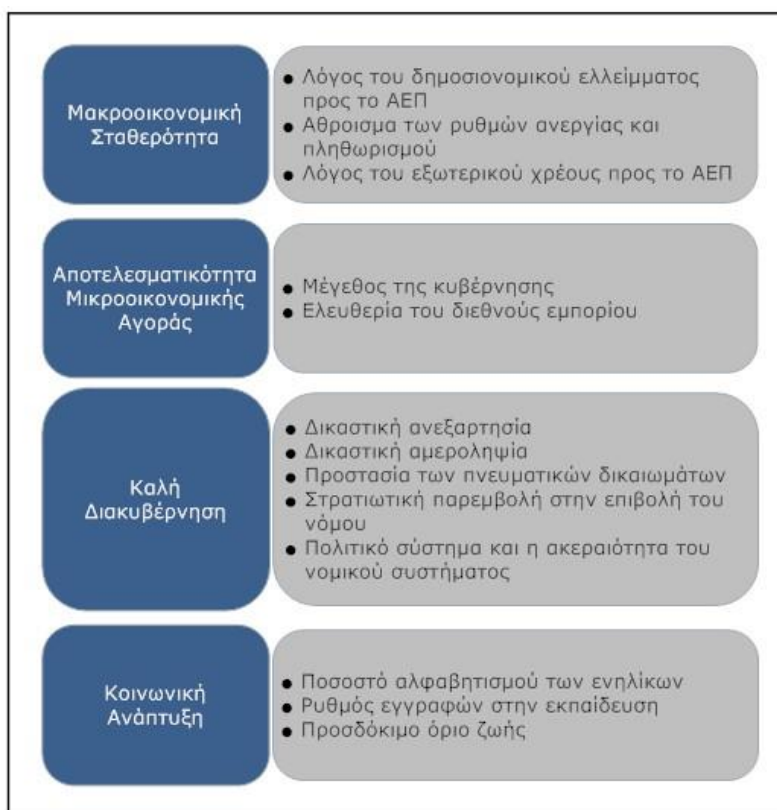 Μακροοικονομική
Σταθερότητα
● Λόγος του δημοσιονομικού ελλείμματος
προς το ΑΕΠ
● Αθροισμα των ρυθμών ανεργίας και
πληθωρισμού
● Λόγος του εξωτερικού χρέους προς το ΑΕΠ
Αποτελεσματικότητα
Μικροοικονομικής
Αγοράς
● Μέγεθος της κυβέρνησης
● Ελευθερία του διεθνούς εμπορίου
Καλή
Διακυβέρνηση
● Δικαστική ανεξαρτησία
● Δικαστική αμεροληψία
● Προστασία των πνευματικών δικαιωμάτων
● Στρατιωτική παρεμβολή στην επιβολή του
νόμου
● Πολιτικό σύστημα και η ακεραιότητα του
νομικού συστήματος
Κοινωνική
Ανάπτυξη
● Ποσοστό αλφαβητισμού των ενηλίκων
● Ρυθμός εγγραφών στην εκπαίδευση
● Προσδόκιμο όριο ζωής